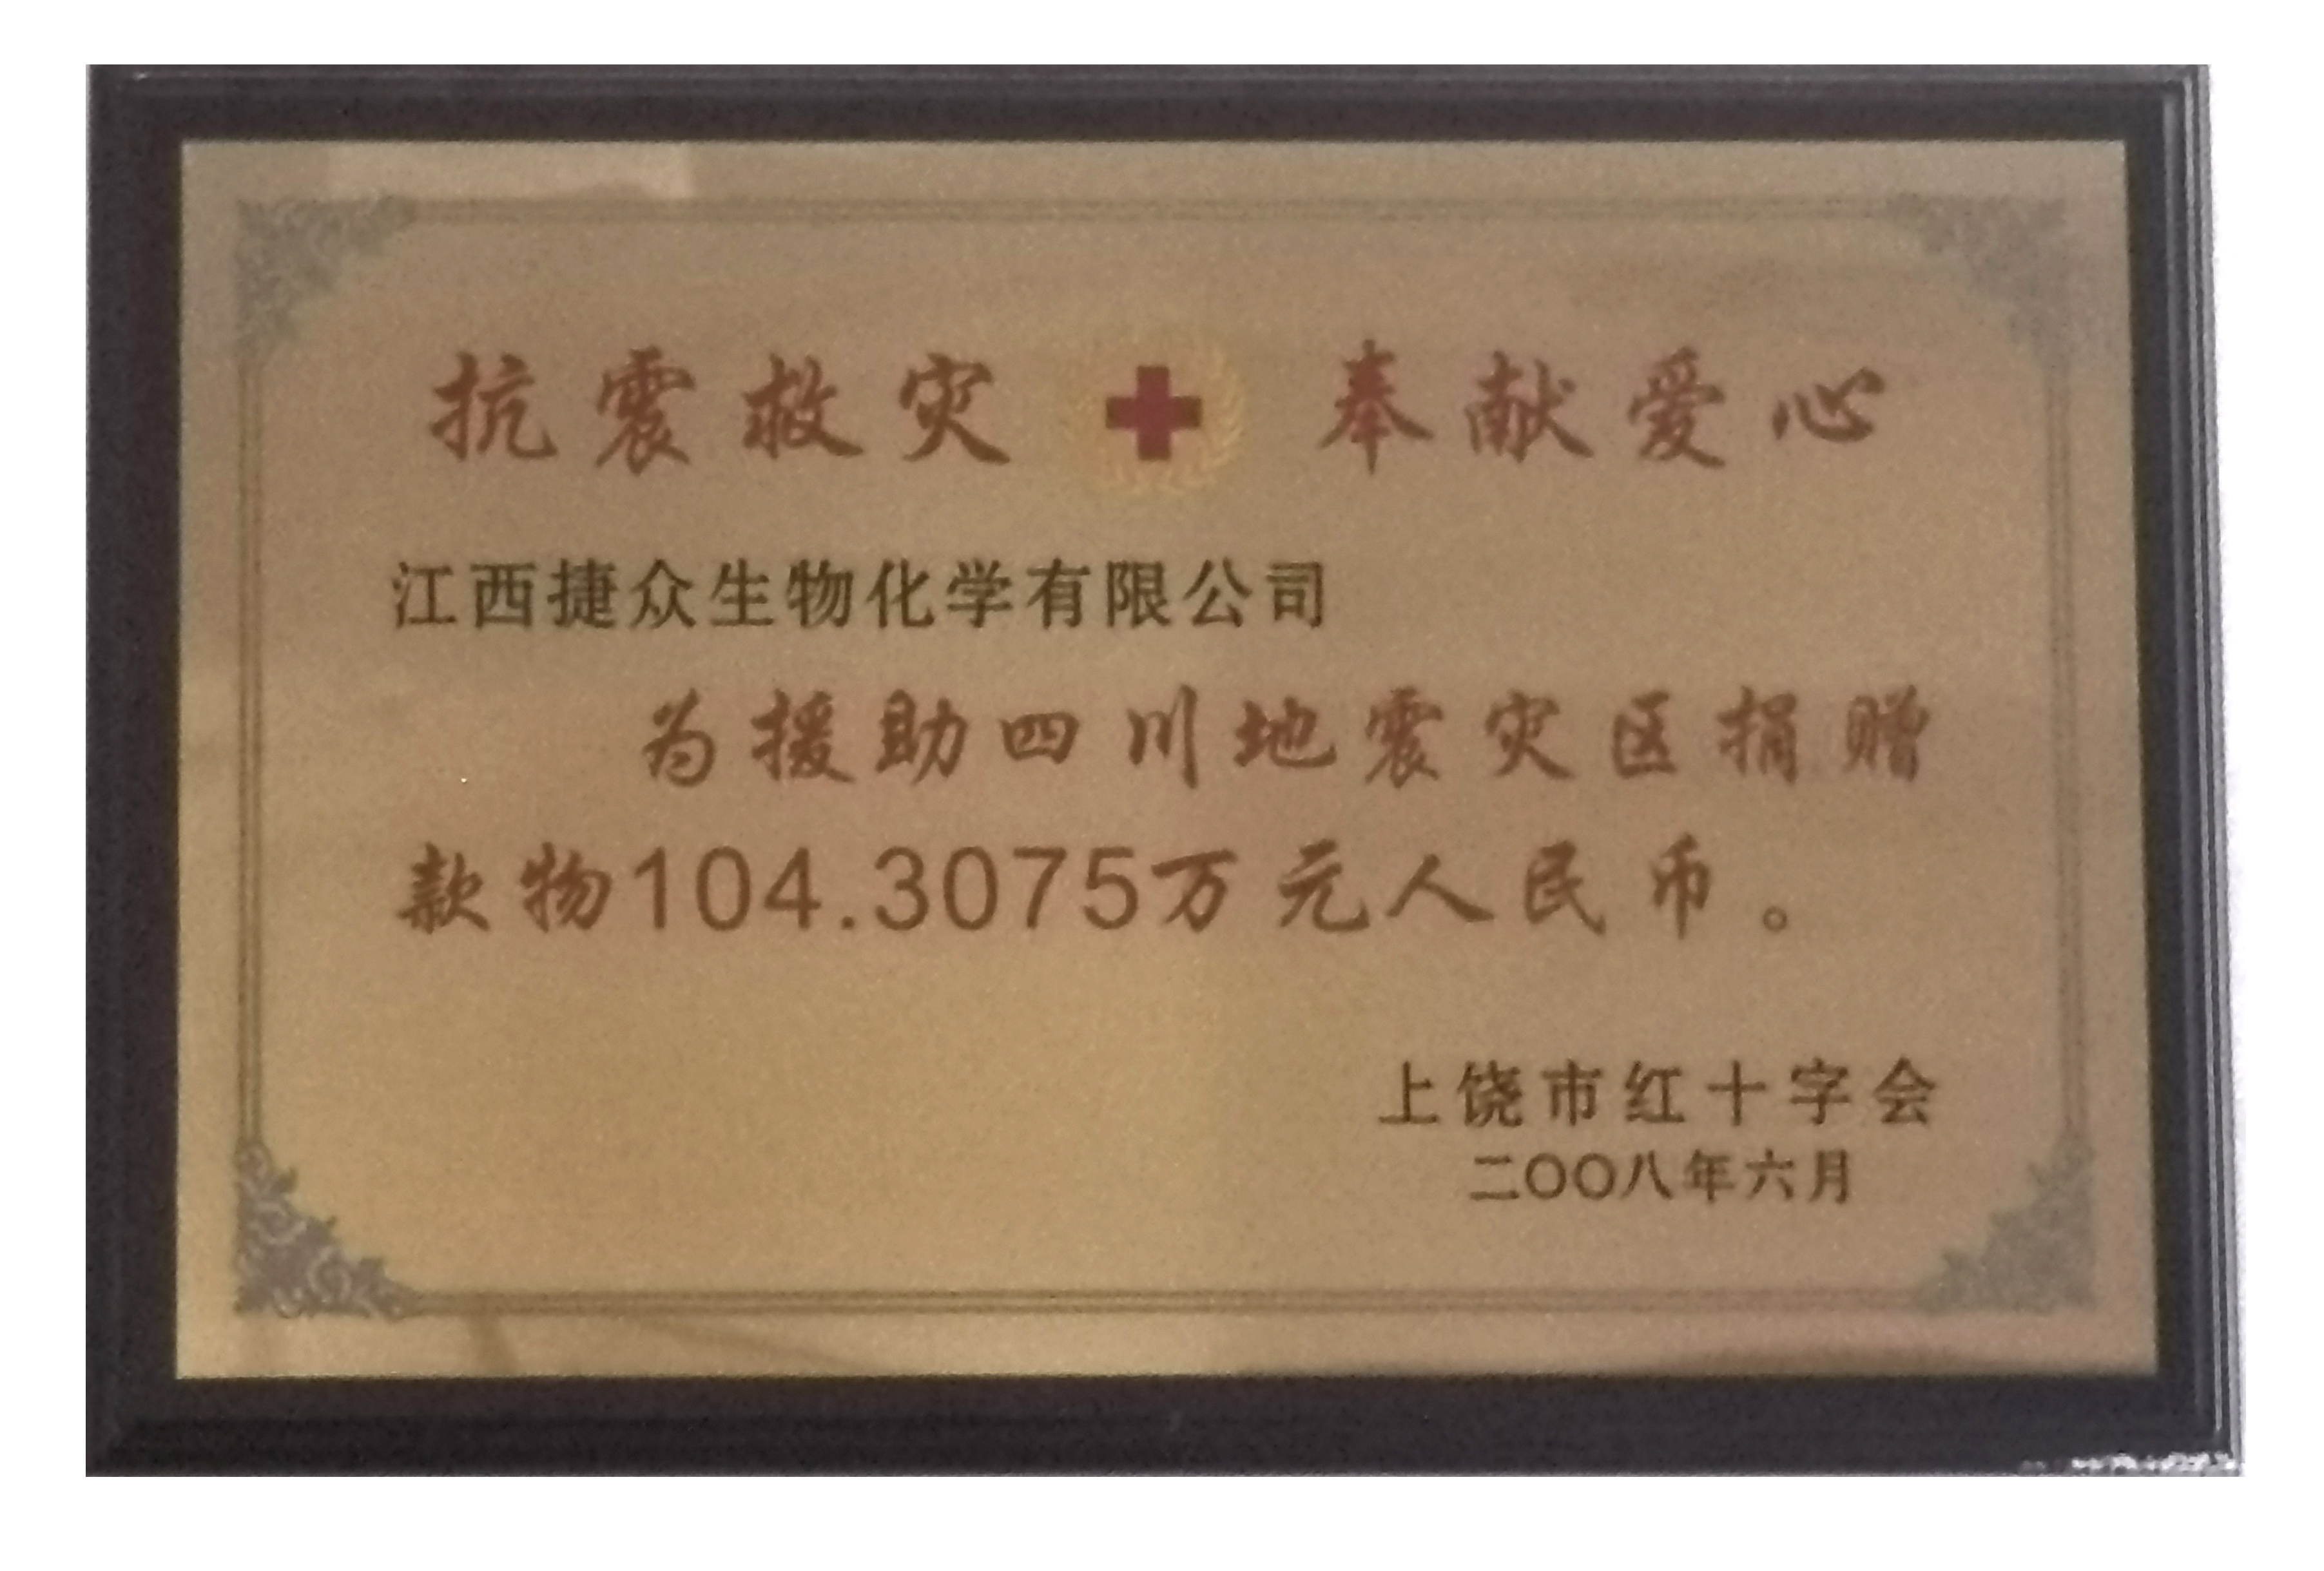 抗震救灾 奉献爱心
江西捷众生物化学有限公司
为援助四川地震灾区捐赠
款物104.3075万元人民币。
上饶市红十字会
二〇〇八年六月